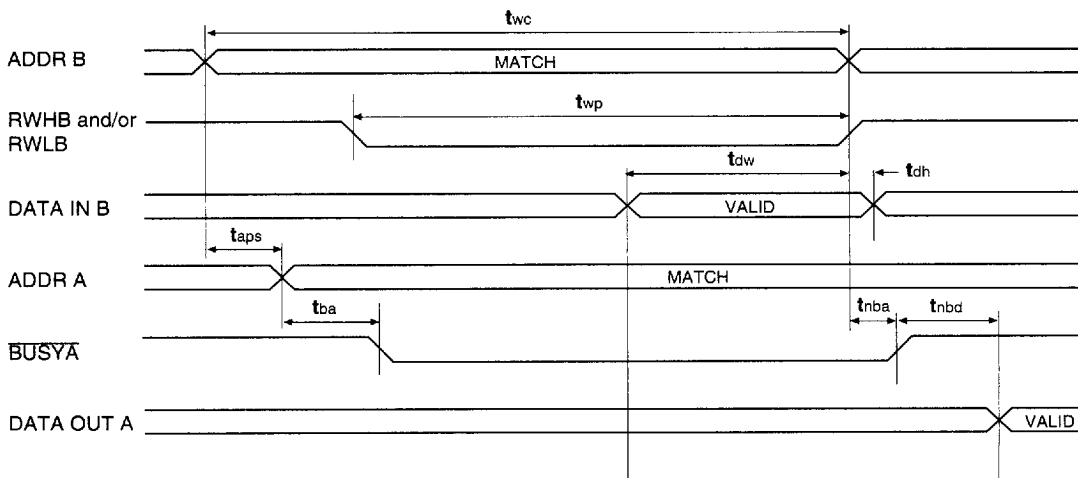 twc
ADDR B
MATCH
twp
RWHB and/or
RWLB
tdw
tdh
DATA IN B
VALID
taps
ADDR A
MATCH
tba
tnba
tnbd
BUSYA
DATA OUT A
VALID